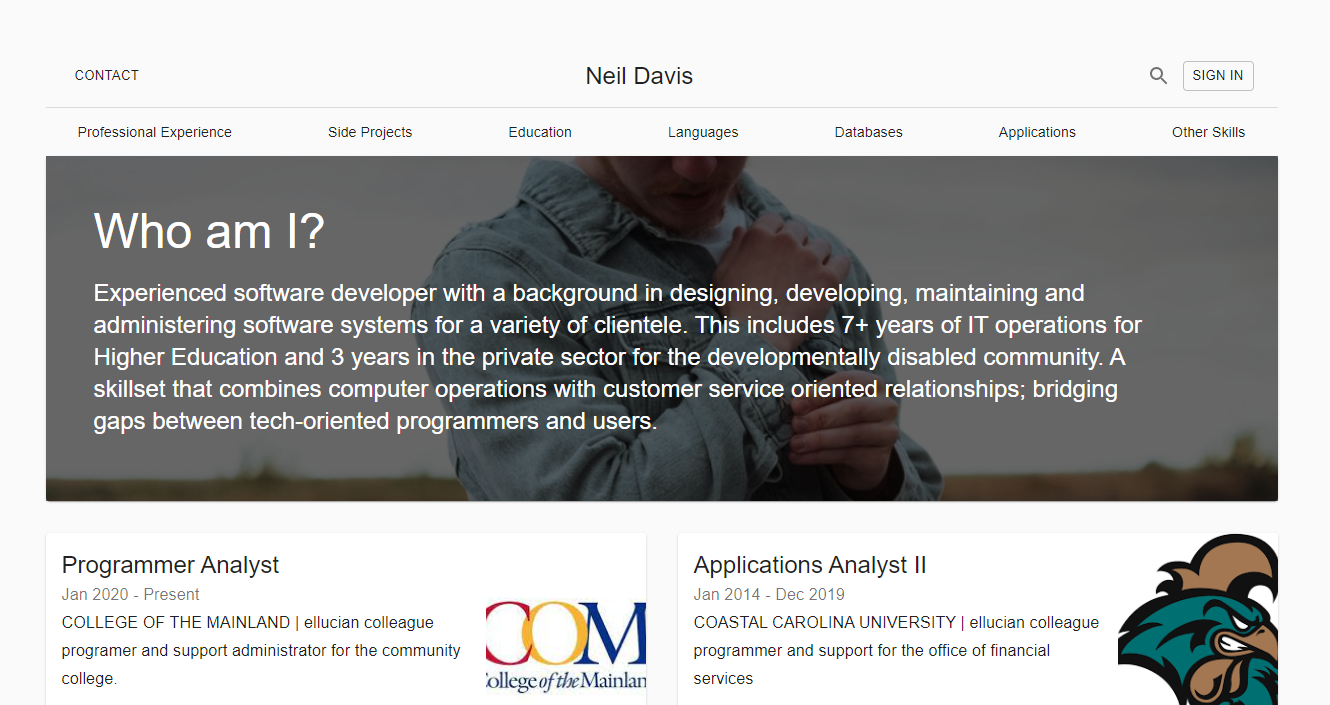 CONTACT
Neil Davis
SIGN IN
Professional Experience
Side Projects
Education
Languages
Databases
Applications
Other Skills
Who am I?
Experienced software developer with a background in designing, developing, maintaining and
administering software systems for a variety of clientele. This includes 7+ years of IT operations for
Higher Education and 3 years in the private sector for the developmentally disabled community. A
skillset that combines computer operations with customer service oriented relationships; bridging
gaps between tech-oriented programmers and users.
Programmer Analyst
Jan 2020 - Present
COLLEGE OF THE MAINLAND | ellucian colleague
programer and support administrator for the community
college.
COM
College of the Mainlan
Applications Analyst II
Jan 2014 - Dec 2019
COASTAL CAROLINA UNIVERSITY | ellucian colleague
programmer and support for the office of financial
services